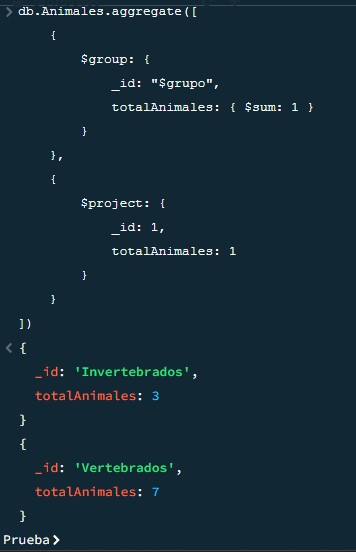 > db.Animales.aggregate([
{
$group: {
_id: "$grupo",
totalAnimales: { $sum: 1 }
}
},
{
$project: {
_id: 1,
totalAnimales: 1
}
}
])
< {
_id: 'Invertebrados',
totalAnimales: 3
}
{
_id: 'Vertebrados',
totalAnimales: 7
}
Prueba>